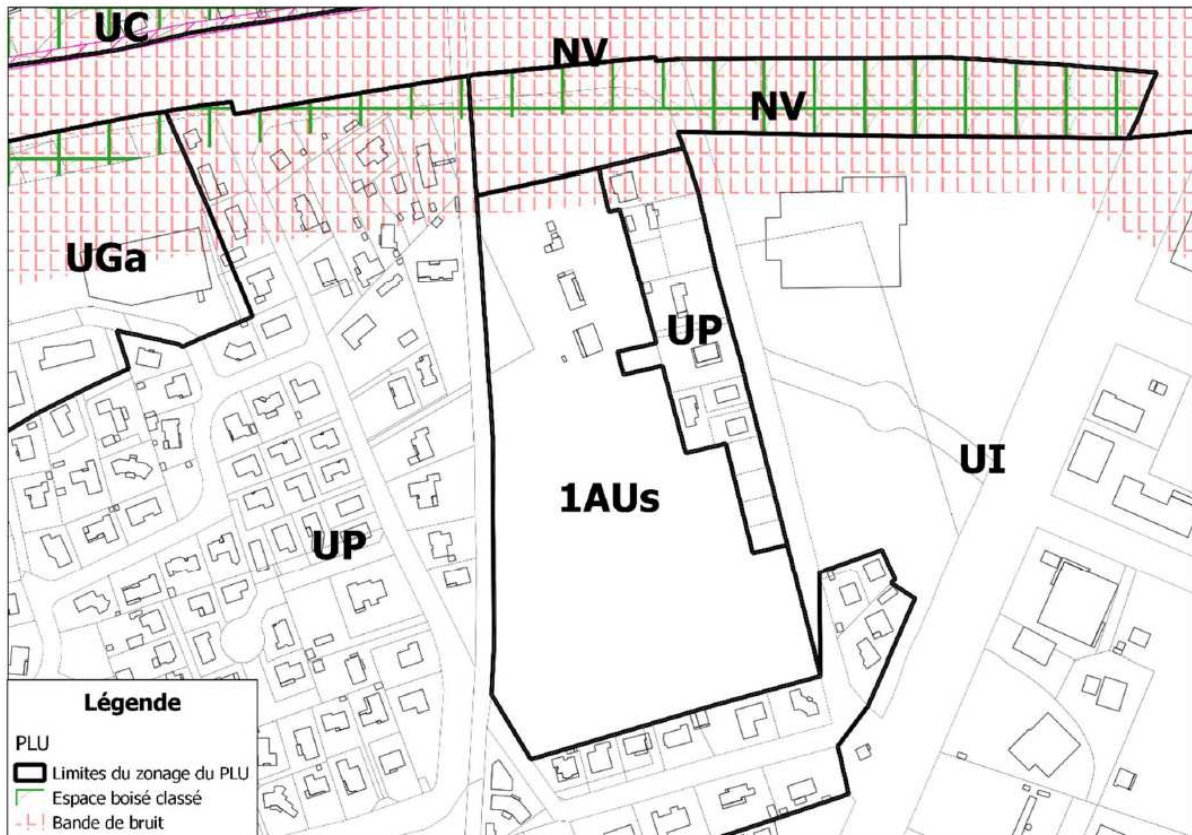 UC
NV
NV
UGa
UP
UI
1AUs
UP
Légende
PLU
Limites du zonage du PLU
Espace boisé classé
Bande de bruit